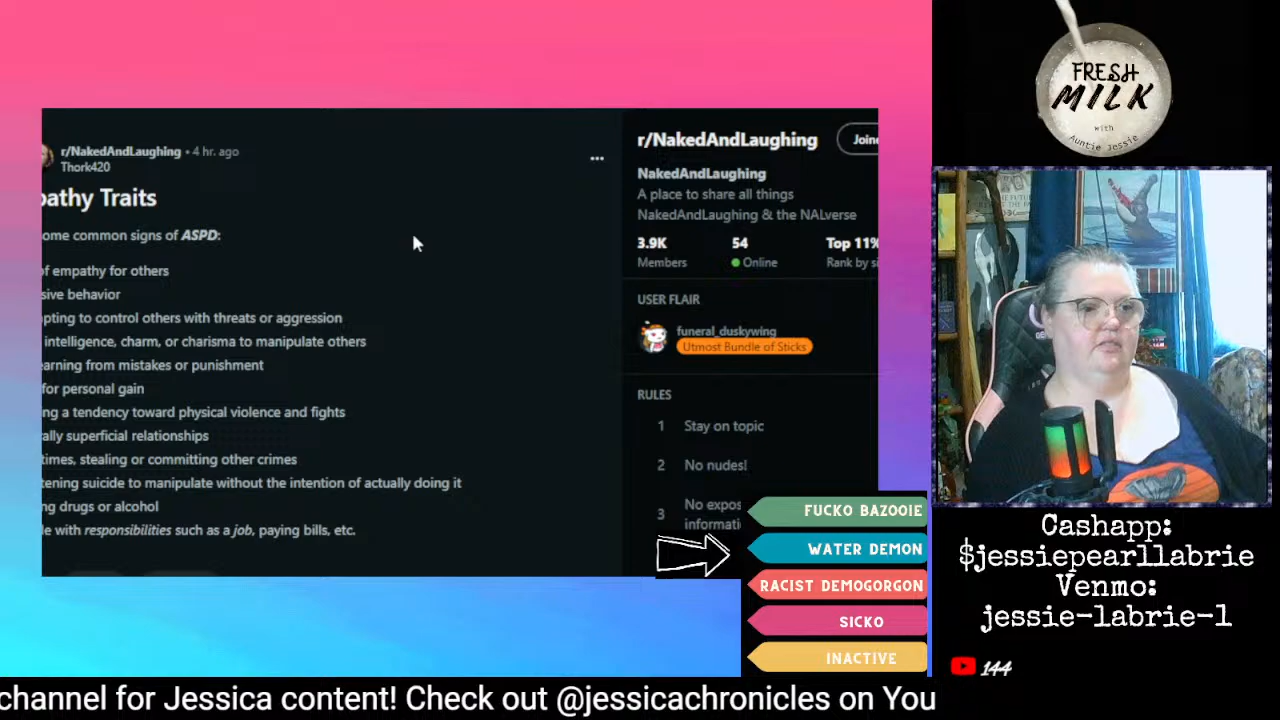 r/NakedAndLaughing • 4 hr. ago
Thork420
pathy Traits
ome common signs of ASPD:
of empathy for others
sive behavior
pting to control others with threats or aggression
intelligence, charm, or charisma to manipulate others
earning from mistakes or punishment
for personal gain
ng a tendency toward physical violence and fights
ally superficial relationships
times, stealing or committing other crimes
tening suicide to manipulate without the intention of actually doing it
ng drugs or alcohol
le with responsibilities such as a job, paying bills, etc.
r/NakedAndLaughing
Joine
NakedAndLaughing
A place to share all things
NakedAndLaughing & the NALverse
3.9K 54 Top 11%
Members Online Rank by si
USER FLAIR
funeral_duskywing
Utmost Bundle of Sticks
RULES
1 Stay on topic
2 No nudes!
3 No expos
informati
FUCKO BAZOOIE
WATER DEMON
RACIST DEMOGORGON
SICKO
INACTIVE
FRESH
MILK
with
Auntie Jessie
Cashapp:
$jessiepearllabrie
Venmo:
jessie-labrie-1
144
channel for Jessica content! Check out @jessicachronicles on You